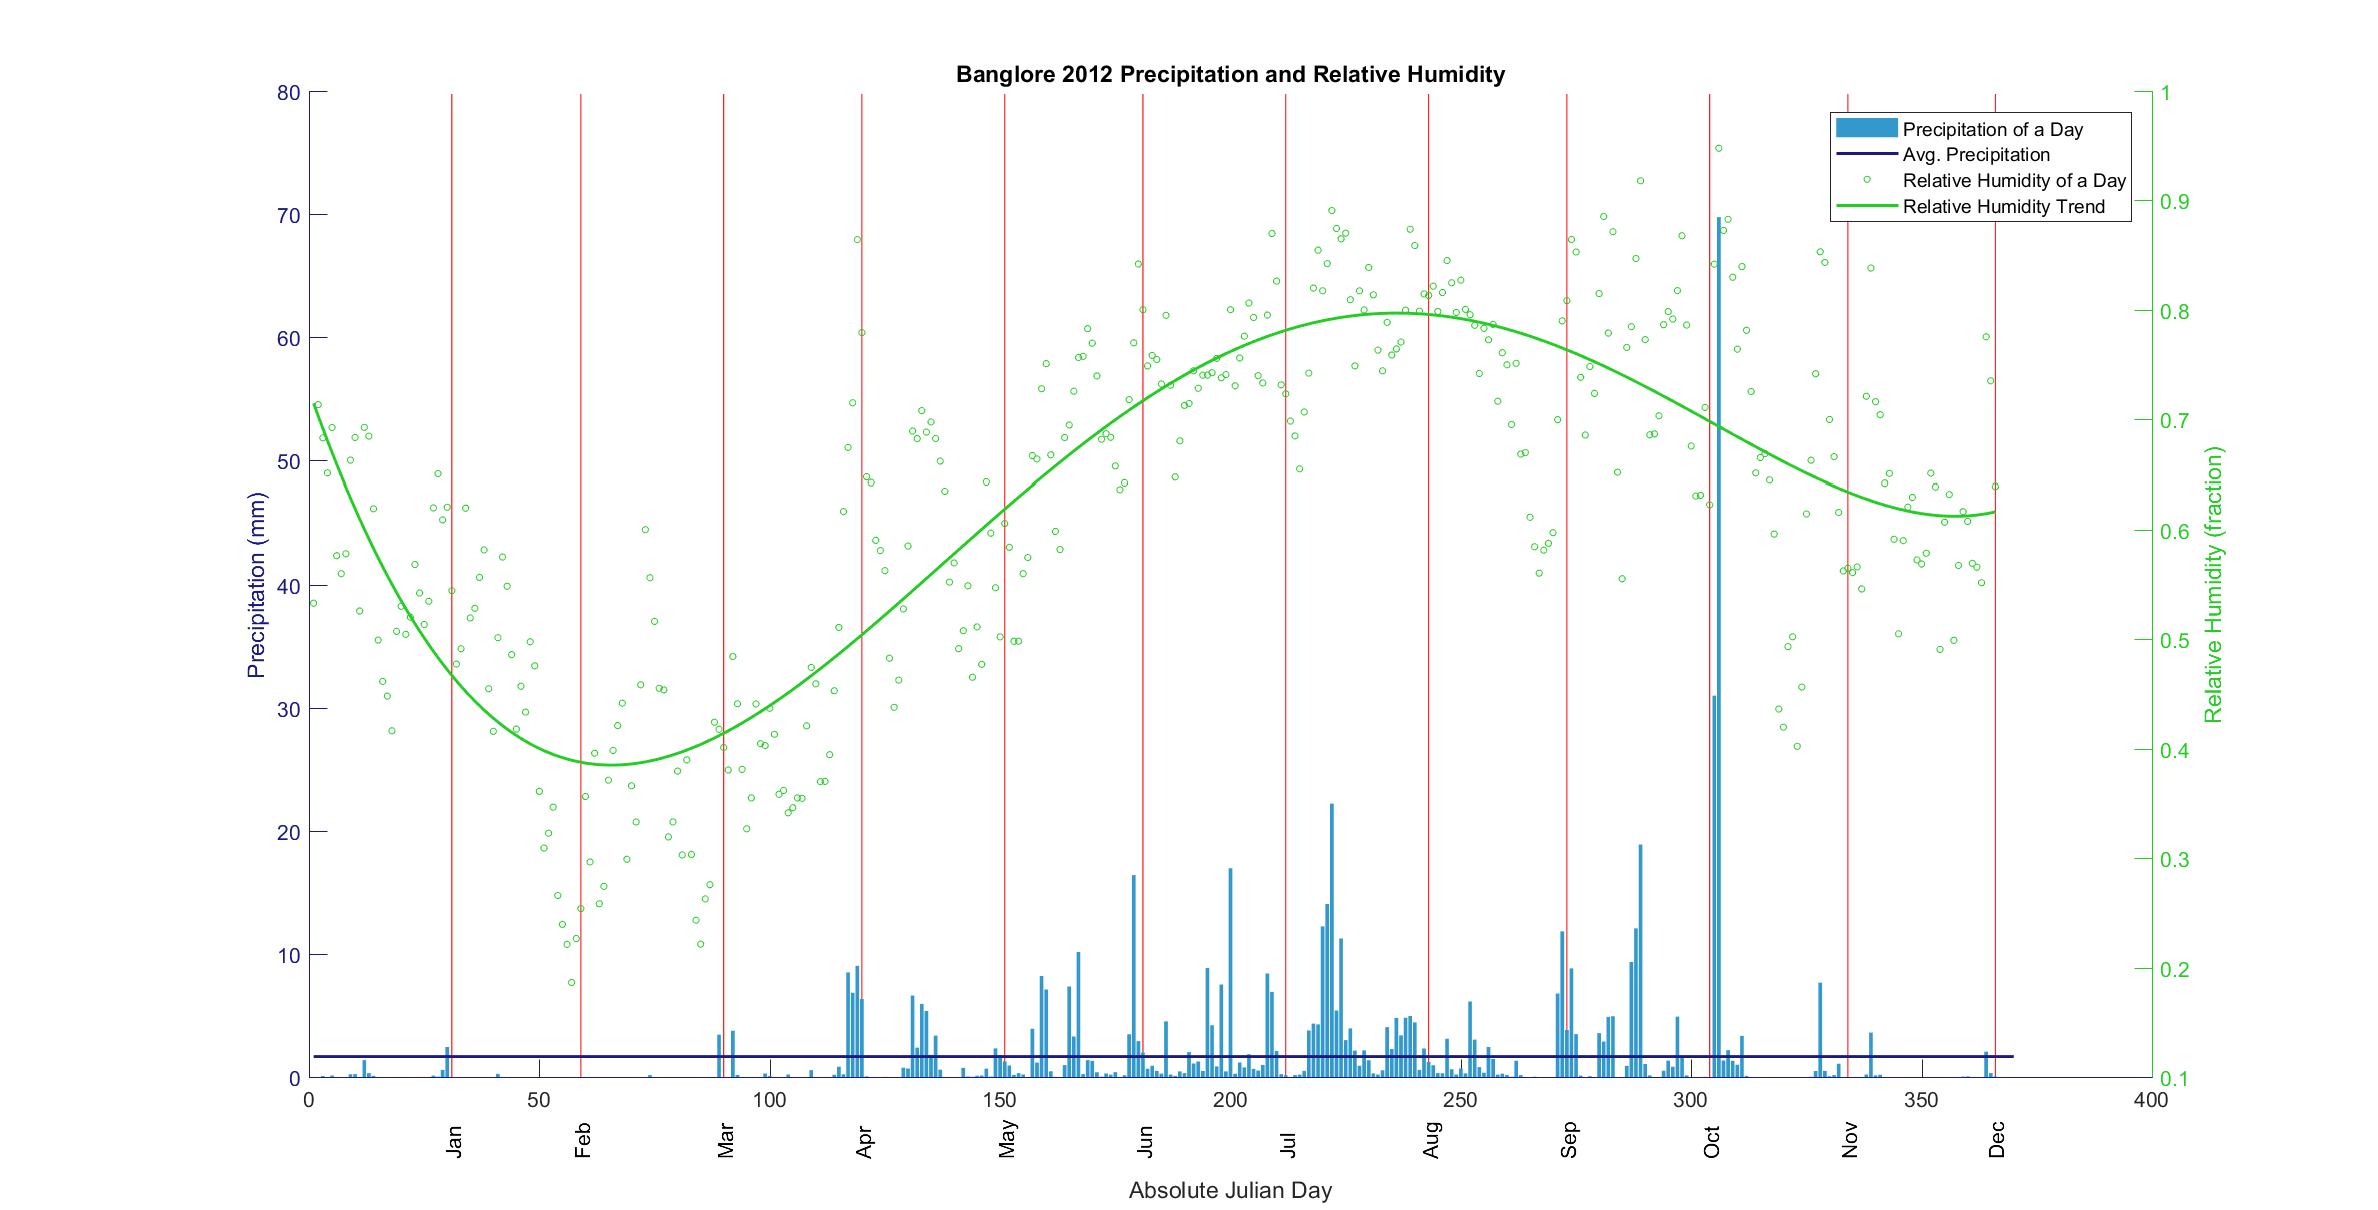 Banglore 2012 Precipitation and Relative Humidity
Precipitation of a Day
Avg. Precipitation
Relative Humidity of a Day
Relative Humidity Trend
Precipitation (mm)
80
70
60
50
40
30
20
10
0
1
0.9
0.8
0.7
0.6
0.5
0.4
0.3
0.2
0.1
Relative Humidity (fraction)
0 50 100 150 200 250 300 350 400
Jan Feb Mar Apr May Jun Jul Aug Sep Oct Nov Dec
Absolute Julian Day